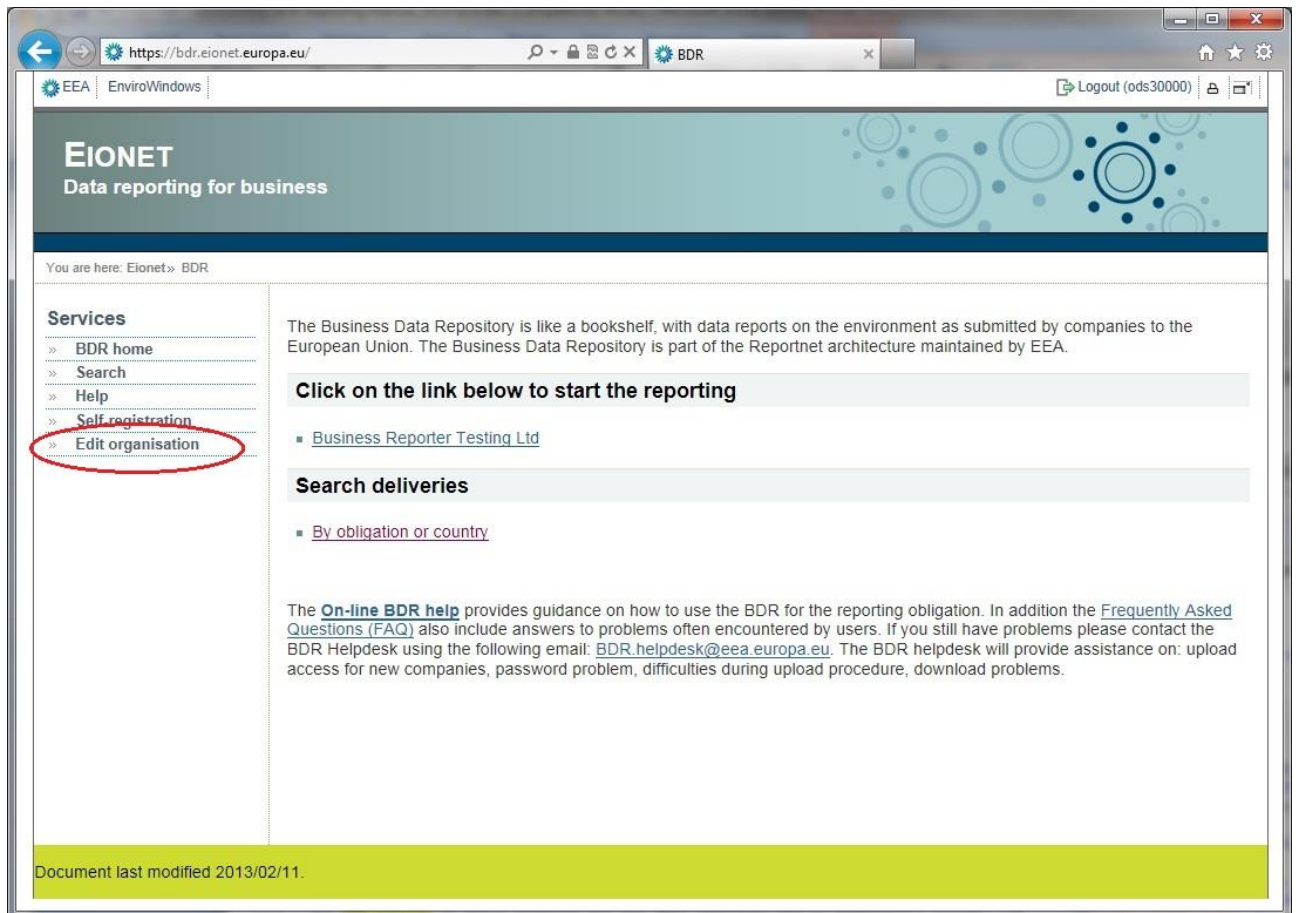 https://bdr.eionet.europa.eu/
BDR
EEA
EnviroWindows
Logout (ods30000)
EIONET
Data reporting for business
You are here: Eionet» BDR
Services
» BDR home
» Search
» Help
» Self-registration
» Edit organisation
The Business Data Repository is like a bookshelf, with data reports on the environment as submitted by companies to the
European Union. The Business Data Repository is part of the Reportnet architecture maintained by EEA.
Click on the link below to start the reporting
Business Reporter Testing Ltd
Search deliveries
By obligation or country
The On-line BDR help provides guidance on how to use the BDR for the reporting obligation. In addition the Frequently Asked
Questions (FAQ) also include answers to problems often encountered by users. If you still have problems please contact the
BDR Helpdesk using the following email: BDR.helpdesk@eea.europa.eu. The BDR helpdesk will provide assistance on: upload
access for new companies, password problem, difficulties during upload procedure, download problems.
Document last modified 2013/02/11.